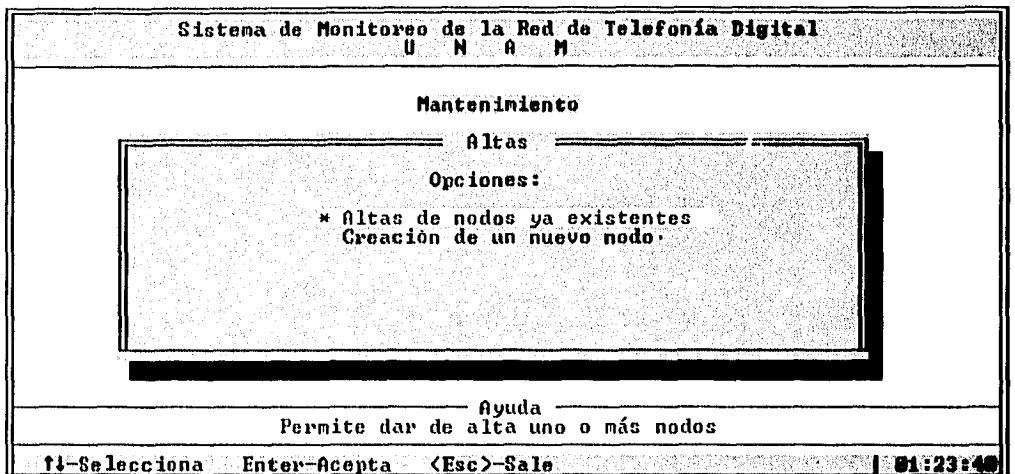 Sistema de Monitoreo de la Red de Telefonía Digital
U N A M
Mantenimiento
Altas
Opciones:
* Altas de nodos ya existentes
Creación de un nuevo nodo
Ayuda
Permite dar de alta uno o más nodos
↑↓-Selecciona Enter-Acepta <Esc>-Sale 01:23:40